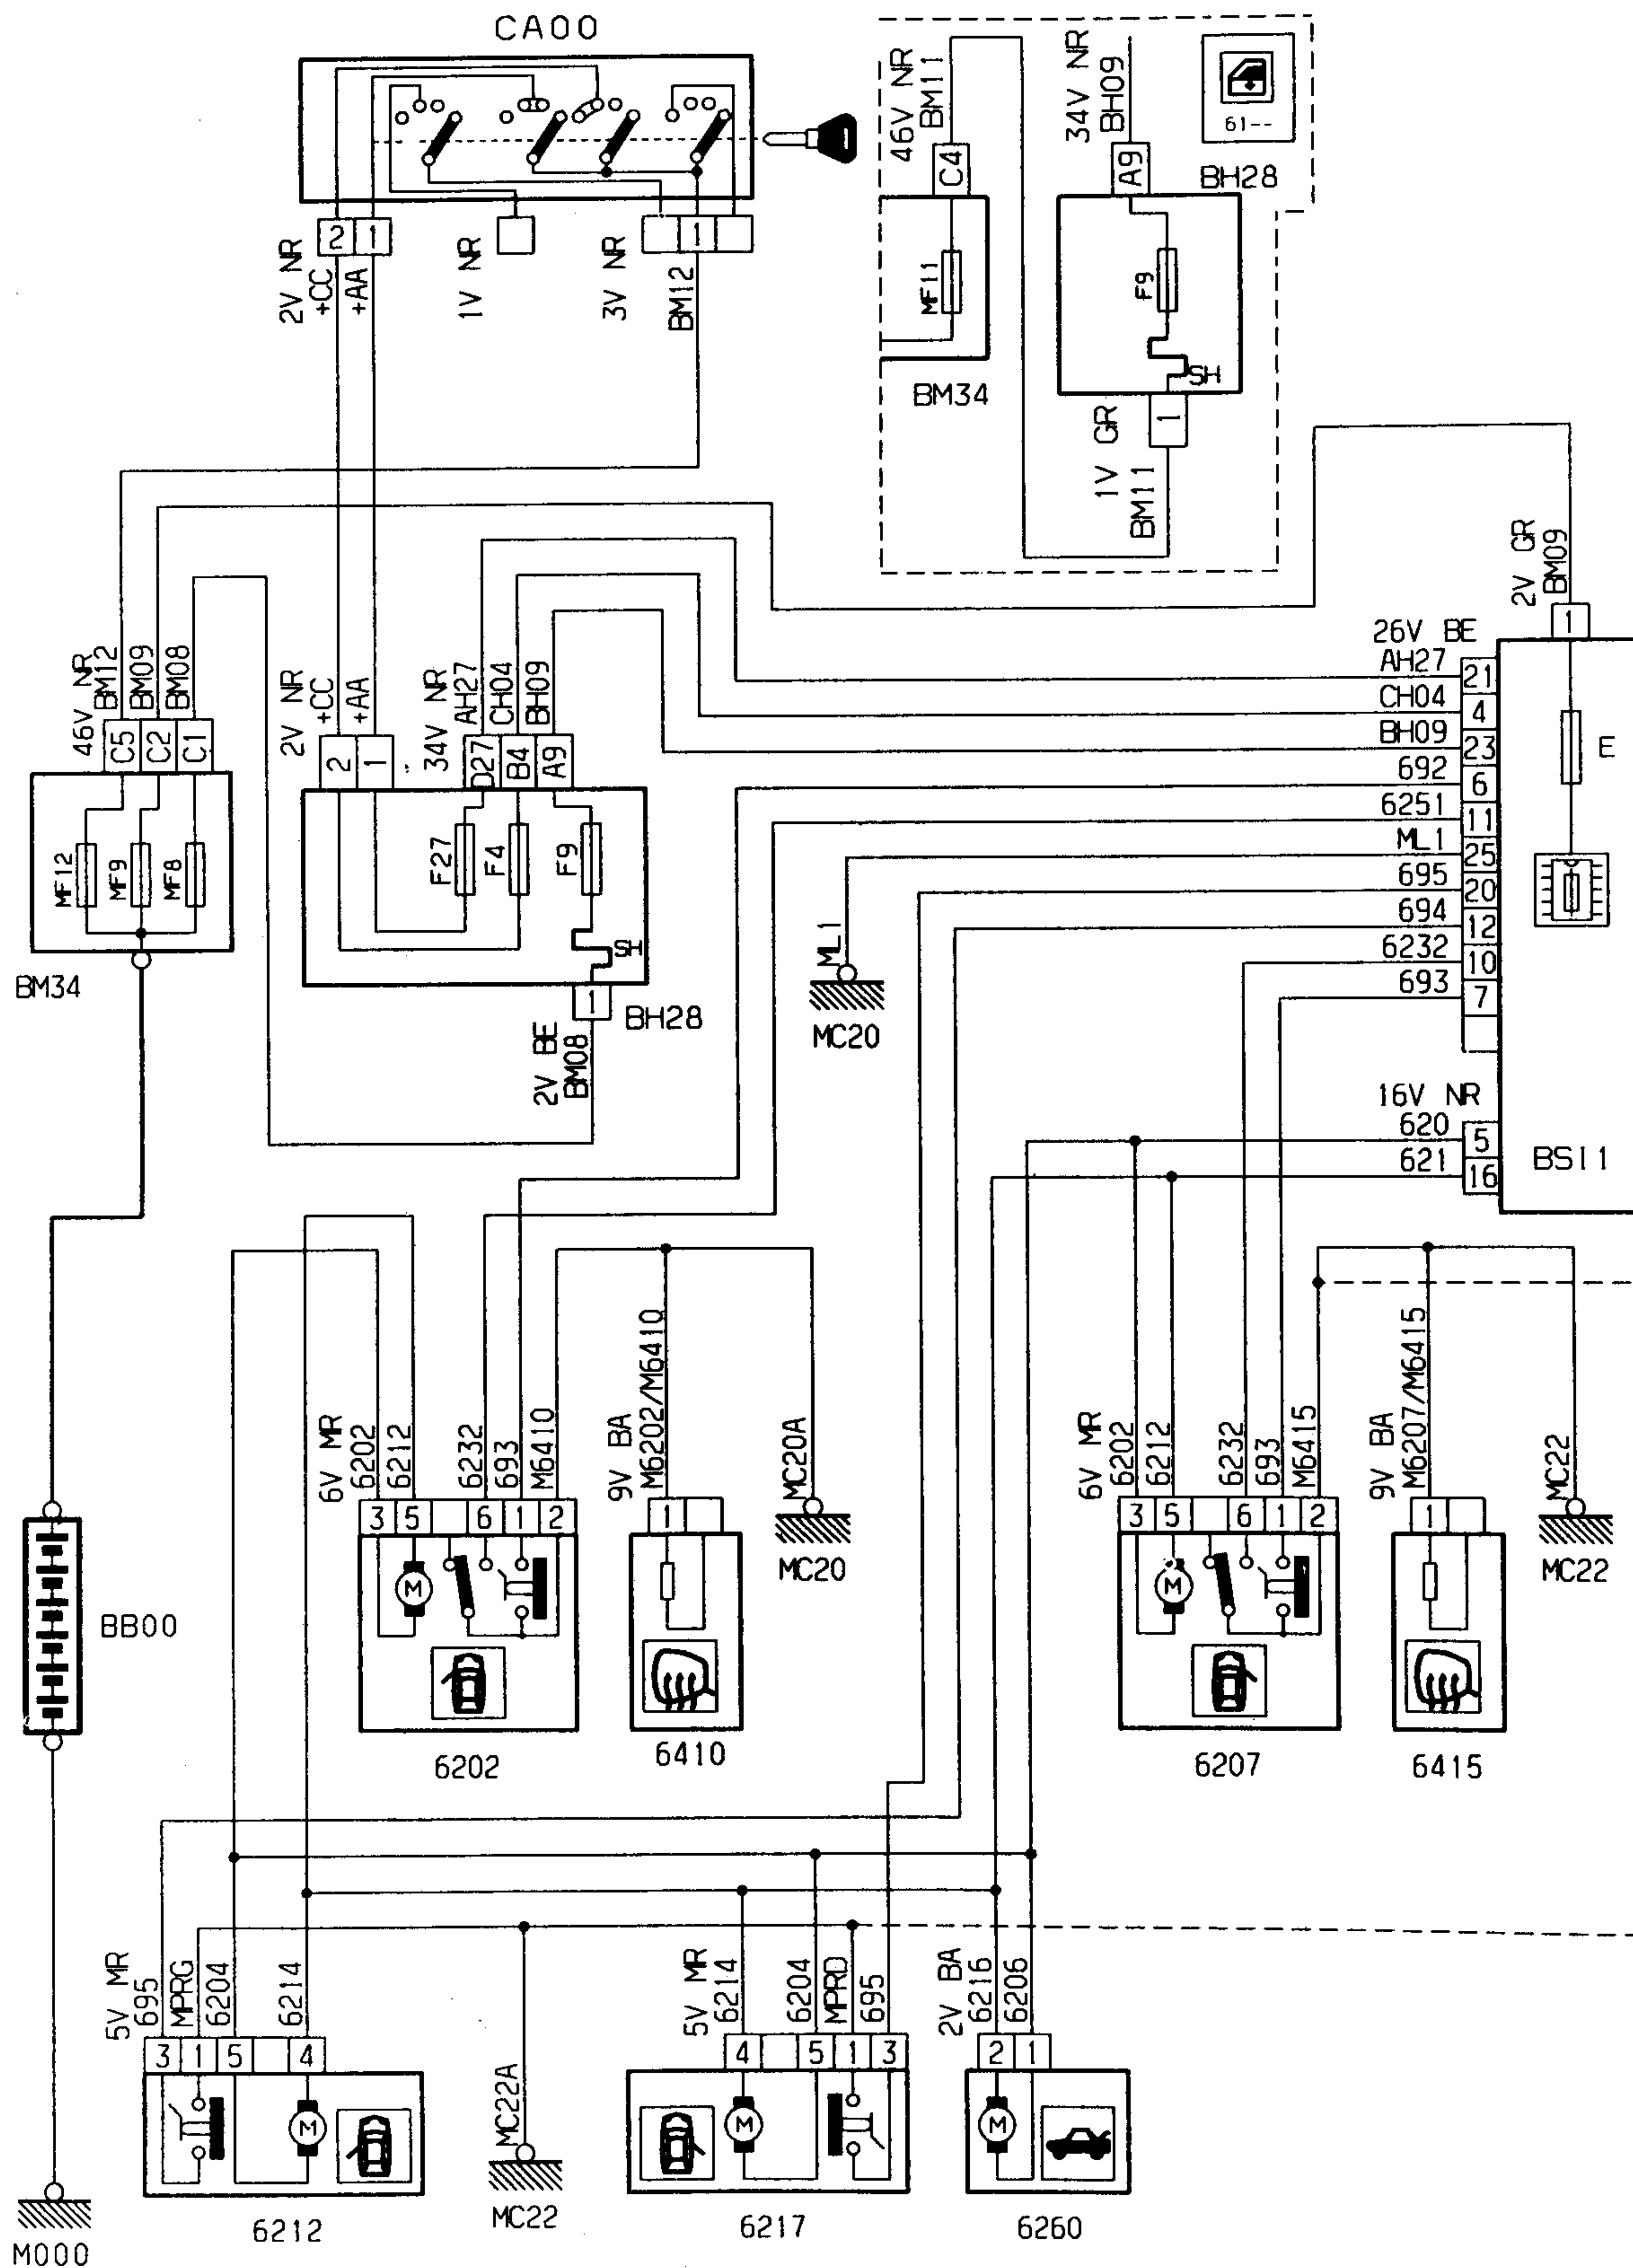 CA00
2 1
1
2V NR
+CC
+AA
1V NR
3V NR
BM12
46V NR
BM11
34V NR
BH09
61--
C4
A9
BH28
MF11
F9
SH
BM34
1
1V GR
BM11
2V GR
BM09
1
46V NR
BM12
BM09
BM08
C5 C2 C1
MF12
MF9
MF8
BM34
2V NR
+CC
+AA
34V NR
AH27
CH04
BH09
2 1
D27 B4 A9
F27
F4
F9
SH
1
BH28
2V BE
BM08
26V BE
AH27 21
CH04 4
BH09 23
692 6
6251 11
ML1 25
695 20
694 12
6232 10
693 7
E
ML1
MC20
16V NR
620 5
621 16
BS11
6V MR
6202
6212
6232
693
M6410
3 5 6 1 2
M
6202
9V BA
M6202/M6410
1
6410
MC20A
MC20
6V MR
6202
6212
6232
693
M6415
3 5 6 1 2
M
6207
9V BA
M6207/M6415
1
6415
MC22
MC22
BB00
M000
5V MR
695
MPRG
6204
6214
3 1 5 4
M
6212
MC22A
MC22
5V MR
6214
6204
MPRD
695
4 5 1 3
M
6217
2V BA
6216
6206
2 1
M
6260